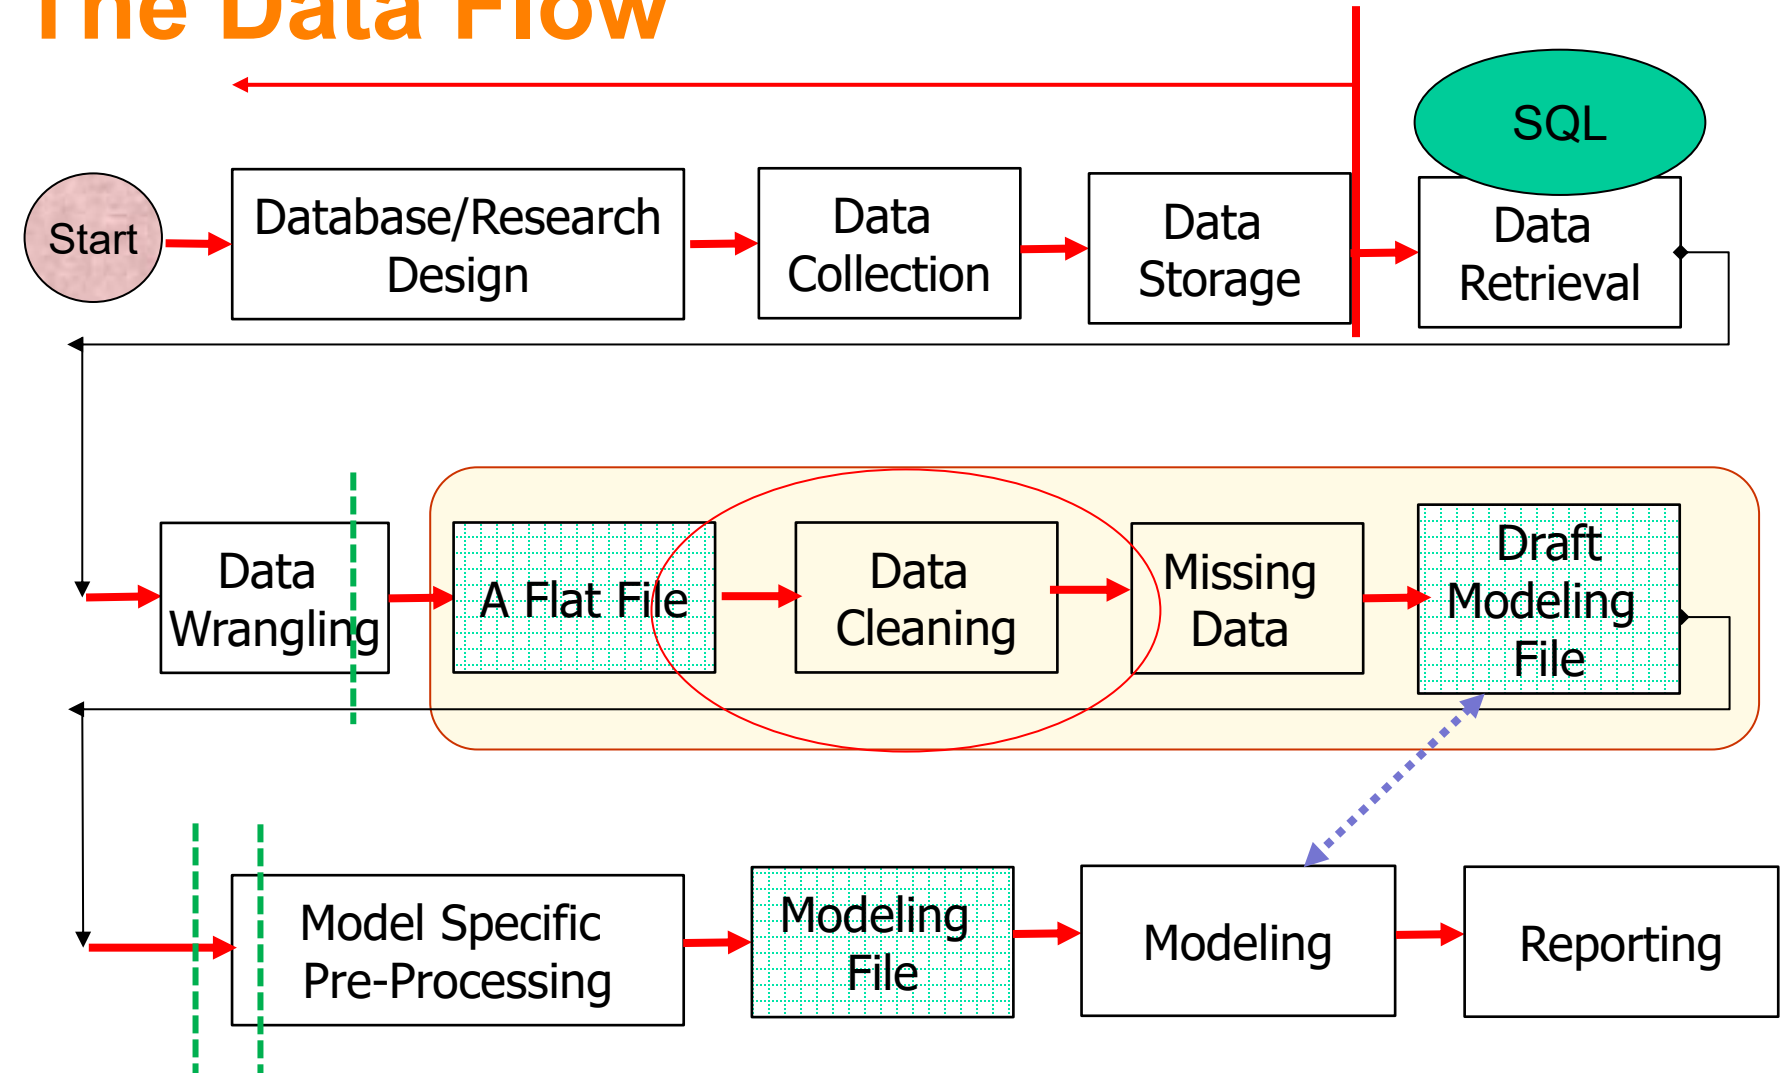 The Data Flow
SQL
Start
Database/Research
Design
Data
Collection
Data
Storage
Data
Retrieval
Data
Wrangling
A Flat File
Data
Cleaning
Missing
Data
Draft
Modeling
File
Model Specific
Pre-Processing
Modeling
File
Modeling
Reporting